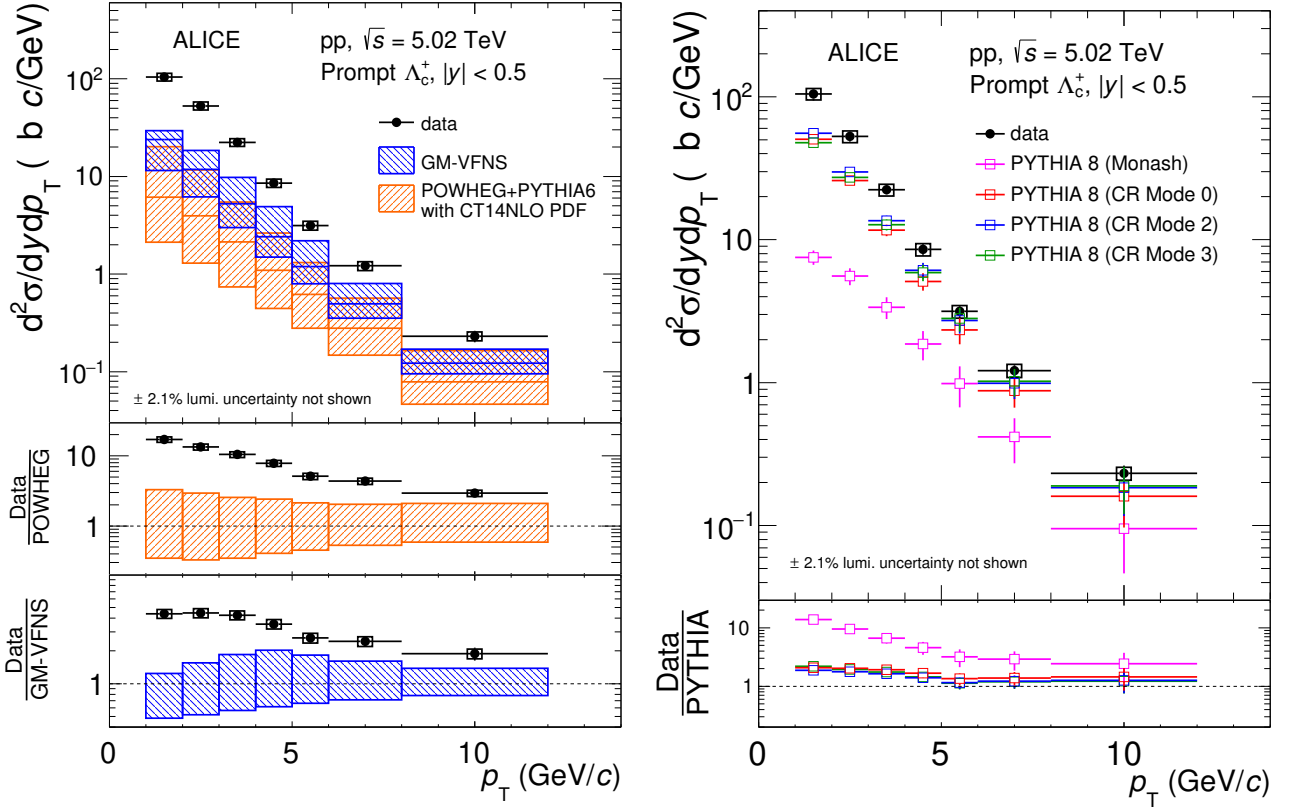 ALICE
pp, √s = 5.02 TeV
Prompt Λc+, |y| < 0.5
data
GM-VFNS
POWHEG+PYTHIA6
with CT14NLO PDF
d²σ/dydpT ( b c/GeV)
10²
10
1
10⁻¹
± 2.1% lumi. uncertainty not shown
Data
POWHEG
10
1
Data
GM-VFNS
1
0 5 10
pT (GeV/c)
ALICE
pp, √s = 5.02 TeV
Prompt Λc+, |y| < 0.5
data
PYTHIA 8 (Monash)
PYTHIA 8 (CR Mode 0)
PYTHIA 8 (CR Mode 2)
PYTHIA 8 (CR Mode 3)
d²σ/dydpT ( b c/GeV)
10²
10
1
10⁻¹
± 2.1% lumi. uncertainty not shown
Data
PYTHIA
10
1
0 5 10
pT (GeV/c)